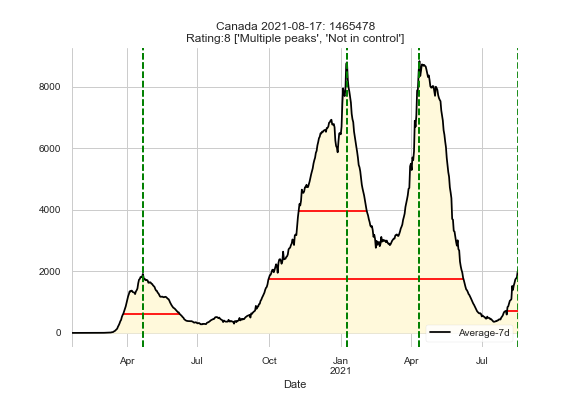 Canada 2021-08-17: 1465478
Rating:8 ['Multiple peaks', 'Not in control']
8000
6000
4000
2000
0
Average-7d
Apr Jul Oct Jan Apr Jul
2021
Date